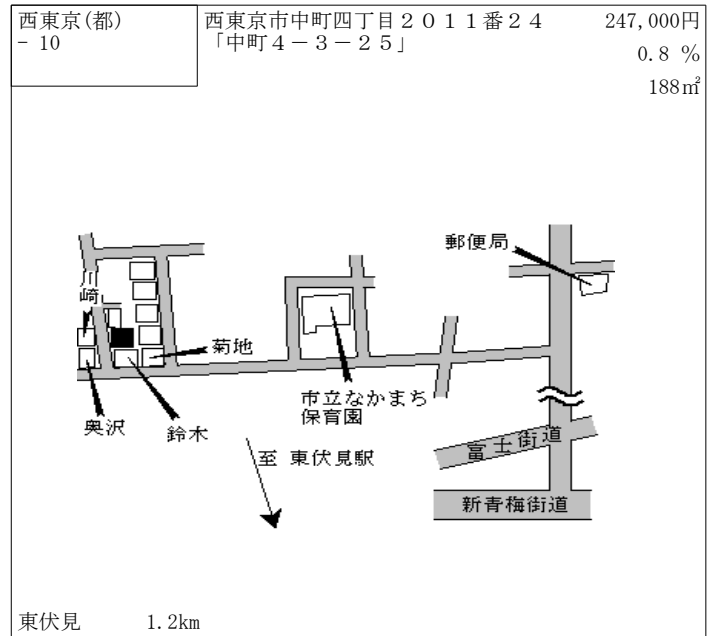 西東京(都)
- 10
西東京市中町四丁目２０１１番２４
「中町４－３－２５」
247,000円
0.8 %
188㎡
郵便局
川崎
菊地
奥沢
鈴木
市立なかまち
保育園
至 東伏見駅
富士街道
新青梅街道
東伏見 1.2km